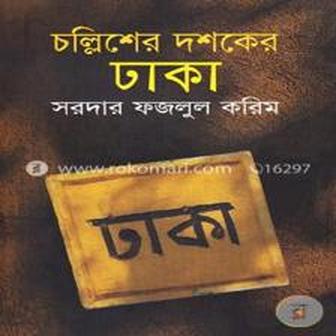 চল্লিশের দশকের
ঢাকা
সরদার ফজলুল করিম
www.rokomari.com 16297
ঢাকা